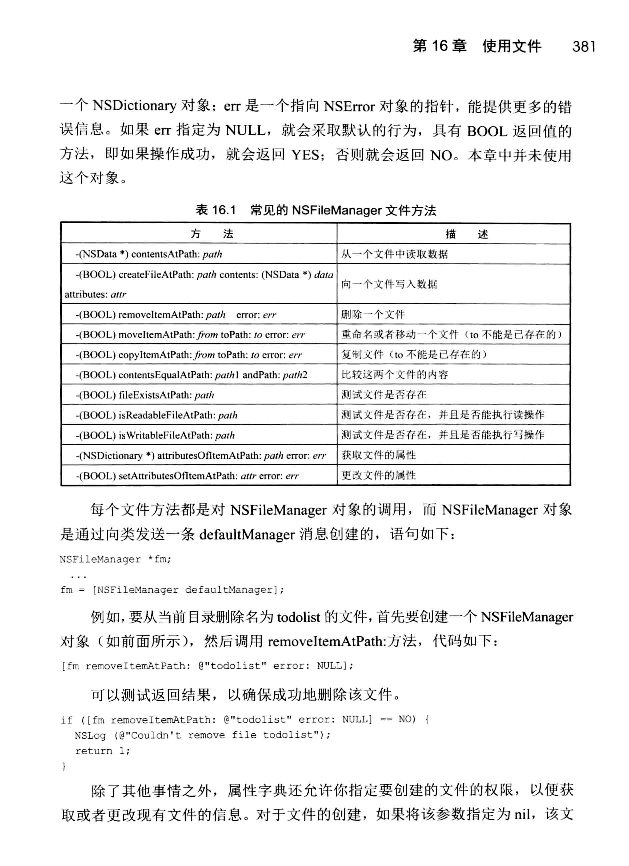 第 16 章 使用文件 381
一个 NSDictionary 对象；err 是一个指向 NSError 对象的指针，能提供更多的错
误信息。如果 err 指定为 NULL，就会采取默认的行为，具有 BOOL 返回值的
方法，即如果操作成功，就会返回 YES；否则就会返回 NO。本章中并未使用
这个对象。
表 16.1 常见的 NSFileManager 文件方法
方 法 描 述
-(NSData *) contentsAtPath: path 从一个文件中读取数据
-(BOOL) createFileAtPath: path contents: (NSData *) data
attributes: attr 向一个文件写入数据
-(BOOL) removeItemAtPath: path error: err 删除一个文件
-(BOOL) moveItemAtPath: from toPath: to error: err 重命名或者移动一个文件（to 不能是已存在的）
-(BOOL) copyItemAtPath: from toPath: to error: err 复制文件（to 不能是已存在的）
-(BOOL) contentsEqualAtPath: path1 andPath: path2 比较这两个文件的内容
-(BOOL) fileExistsAtPath: path 测试文件是否存在
-(BOOL) isReadableFileAtPath: path 测试文件是否存在，并且是否能执行读操作
-(BOOL) isWritableFileAtPath: path 测试文件是否存在，并且是否能执行写操作
-(NSDictionary *) attributesOfItemAtPath: path error: err 获取文件的属性
-(BOOL) setAttributesOfItemAtPath: attr error: err 更改文件的属性
每个文件方法都是对 NSFileManager 对象的调用，而 NSFileManager 对象
是通过向类发送一条 defaultManager 消息创建的，语句如下：
NSFileManager *fm;
...
fm = [NSFileManager defaultManager];
例如，要从当前目录删除名为 todolist 的文件，首先要创建一个 NSFileManager
对象（如前面所示），然后调用 removeItemAtPath:方法，代码如下：
[fm removeItemAtPath: @"todolist" error: NULL];
可以测试返回结果，以确保成功地删除该文件。
if ([fm removeItemAtPath: @"todolist" error: NULL] == NO) {
NSLog (@"Couldn't remove file todolist");
return 1;
}
除了其他事情之外，属性字典还允许你指定要创建的文件的权限，以便获
取或者更改现有文件的信息。对于文件的创建，如果将该参数指定为 nil，该文